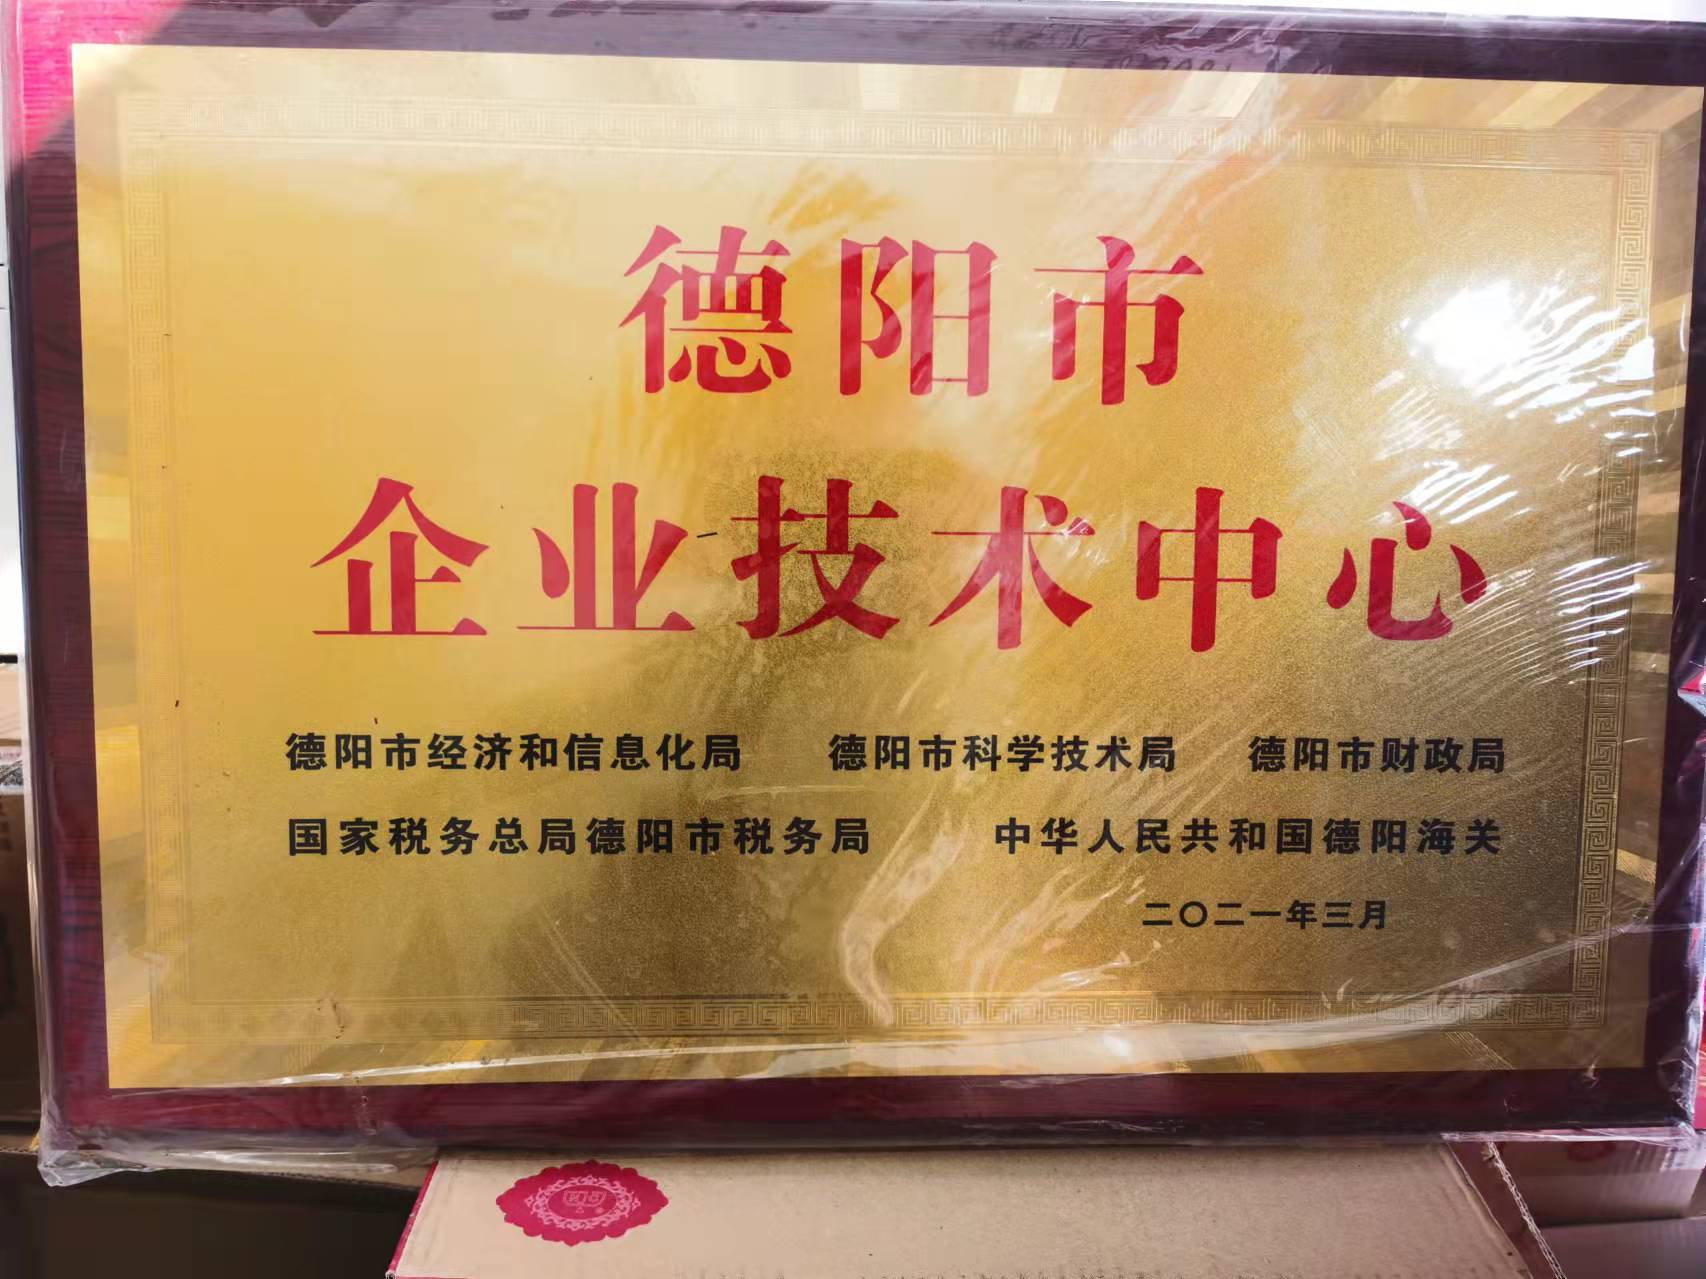 德阳市
企业技术中心
德阳市经济和信息化局 德阳市科学技术局 德阳市财政局
国家税务总局德阳市税务局 中华人民共和国德阳海关
二〇二一年三月